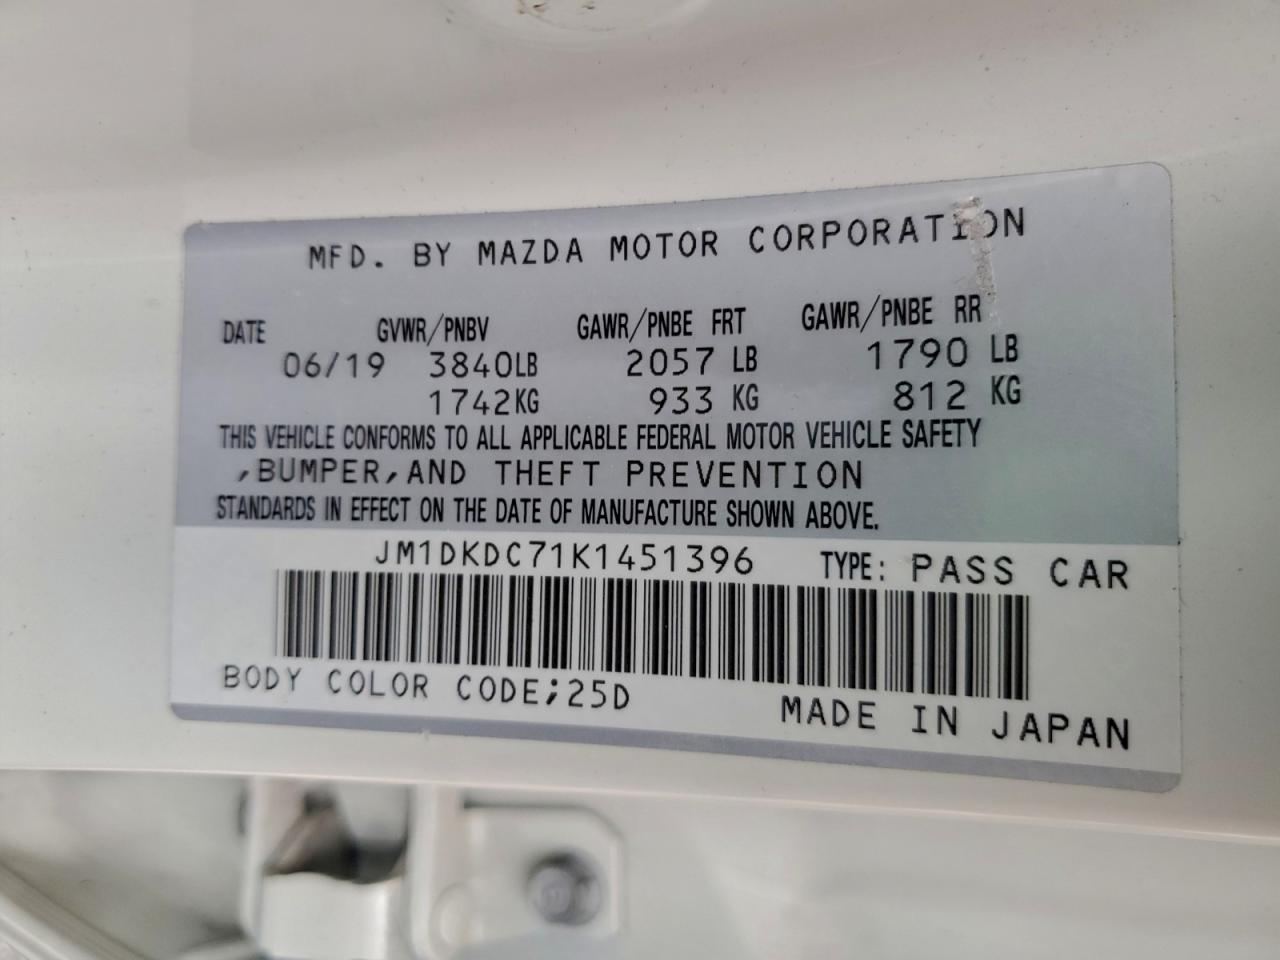 MFD. BY MAZDA MOTOR CORPORATION
DATE GVWR/PNBV GAWR/PNBE FRT GAWR/PNBE RR
06/19 3840LB 2057 LB 1790 LB
1742KG 933 KG 812 KG
THIS VEHICLE CONFORMS TO ALL APPLICABLE FEDERAL MOTOR VEHICLE SAFETY
,BUMPER,AND THEFT PREVENTION
STANDARDS IN EFFECT ON THE DATE OF MANUFACTURE SHOWN ABOVE.
JM1DKDC71K1451396 TYPE: PASS CAR
BODY COLOR CODE;25D MADE IN JAPAN